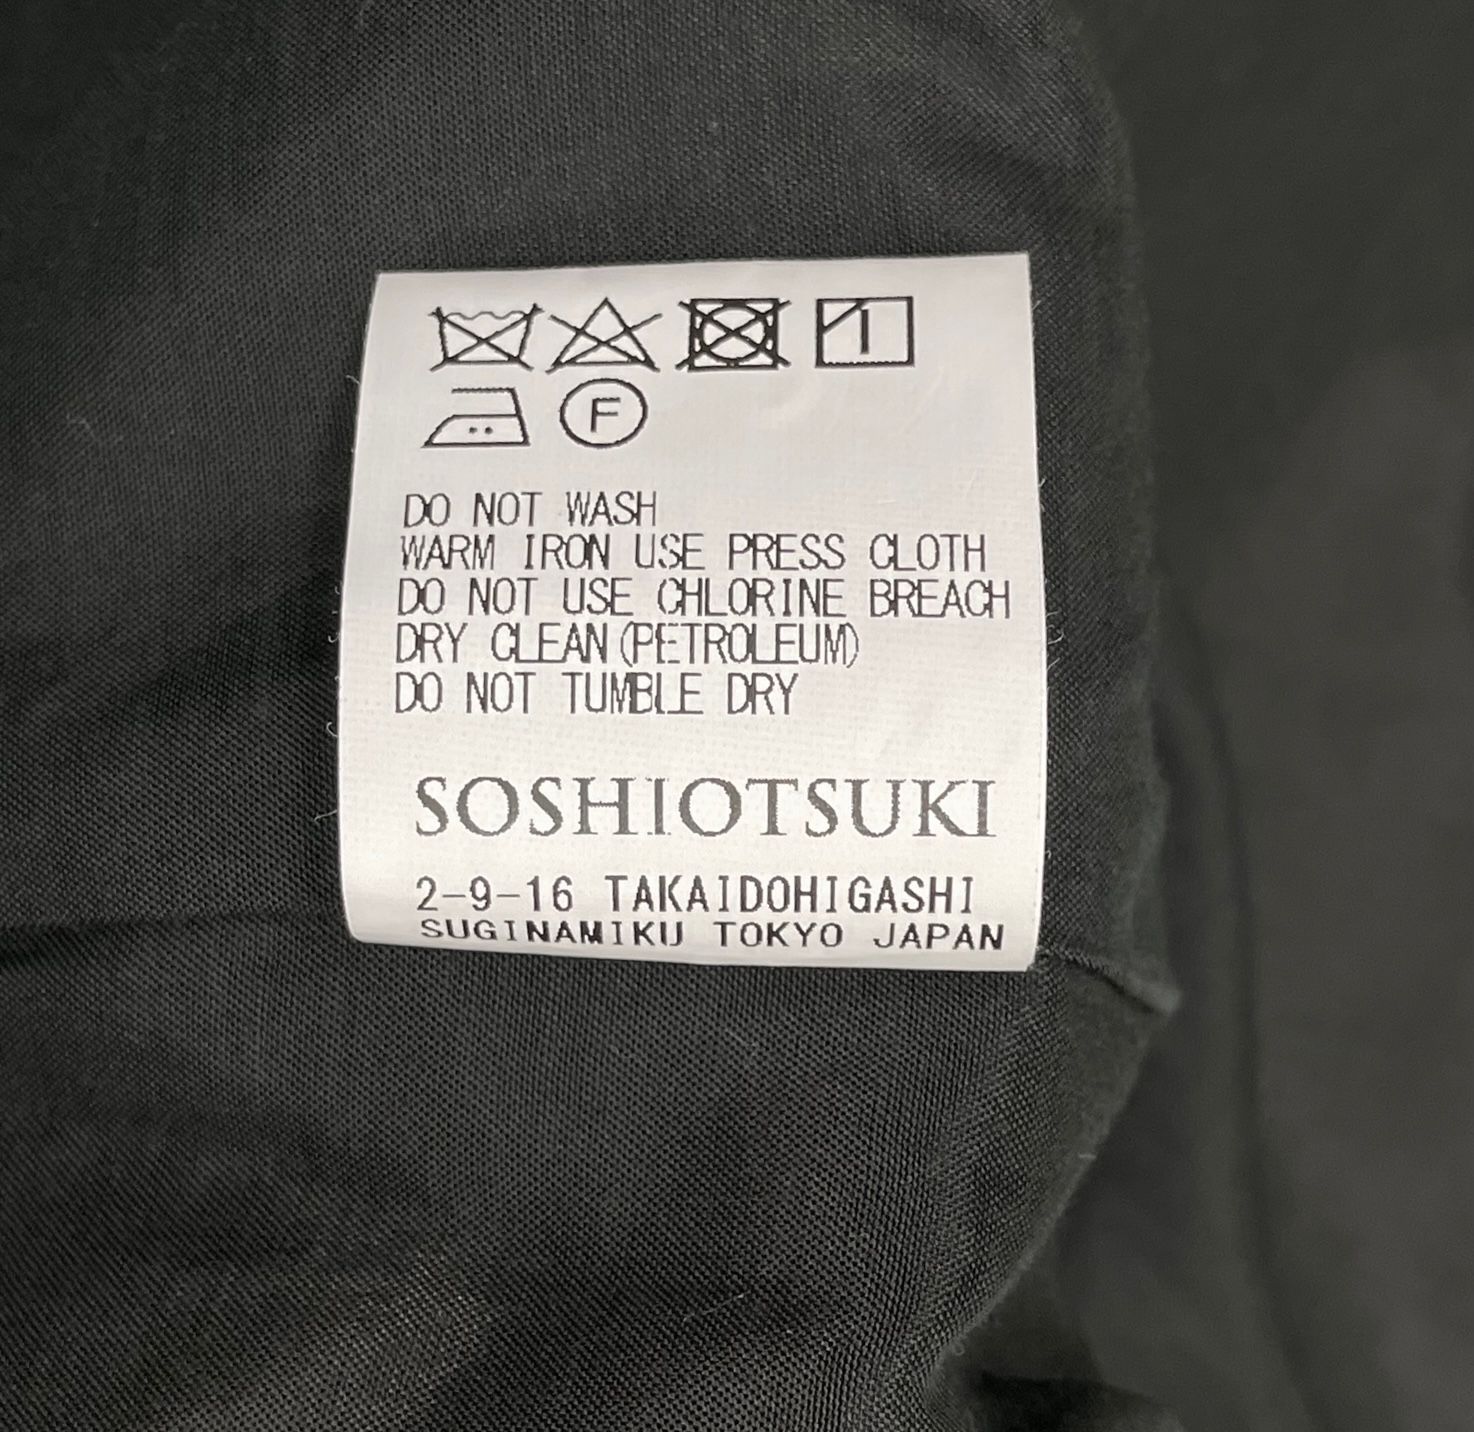 F
DO NOT WASH
WARM IRON USE PRESS CLOTH
DO NOT USE CHLORINE BREACH
DRY CLEAN(PETROLEUM)
DO NOT TUMBLE DRY
SOSHIOTSUKI
2-9-16 TAKAIDOHIGASHI
SUGINAMIKU TOKYO JAPAN